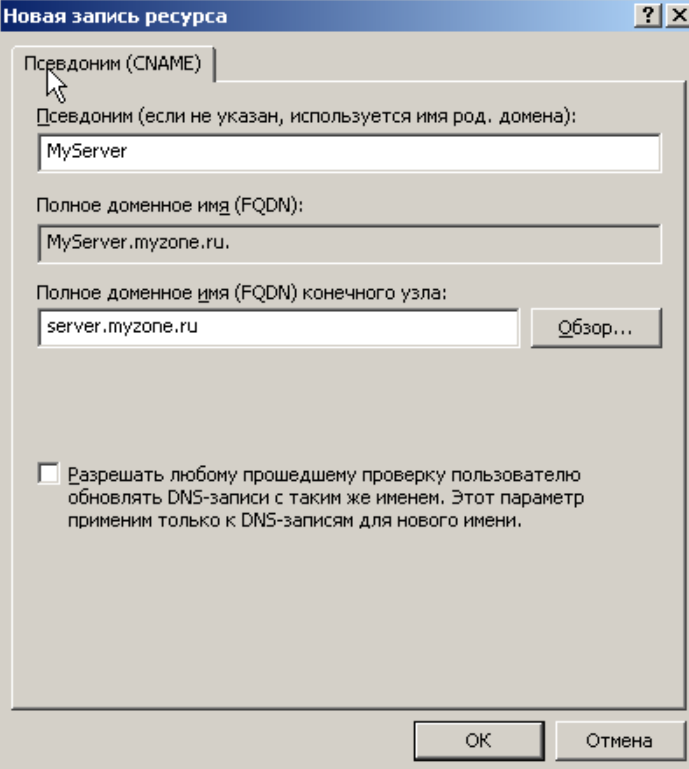 Новая запись ресурса
Псевдоним (CNAME)
Псевдоним (если не указан, используется имя род. домена):
MyServer
Полное доменное имя (FQDN):
MyServer.myzone.ru.
Полное доменное имя (FQDN) конечного узла:
server.myzone.ru
Обзор...
Разрешать любому прошедшему проверку пользователю
обновлять DNS-записи с таким же именем. Этот параметр
применим только к DNS-записям для нового имени.
ОК
Отмена